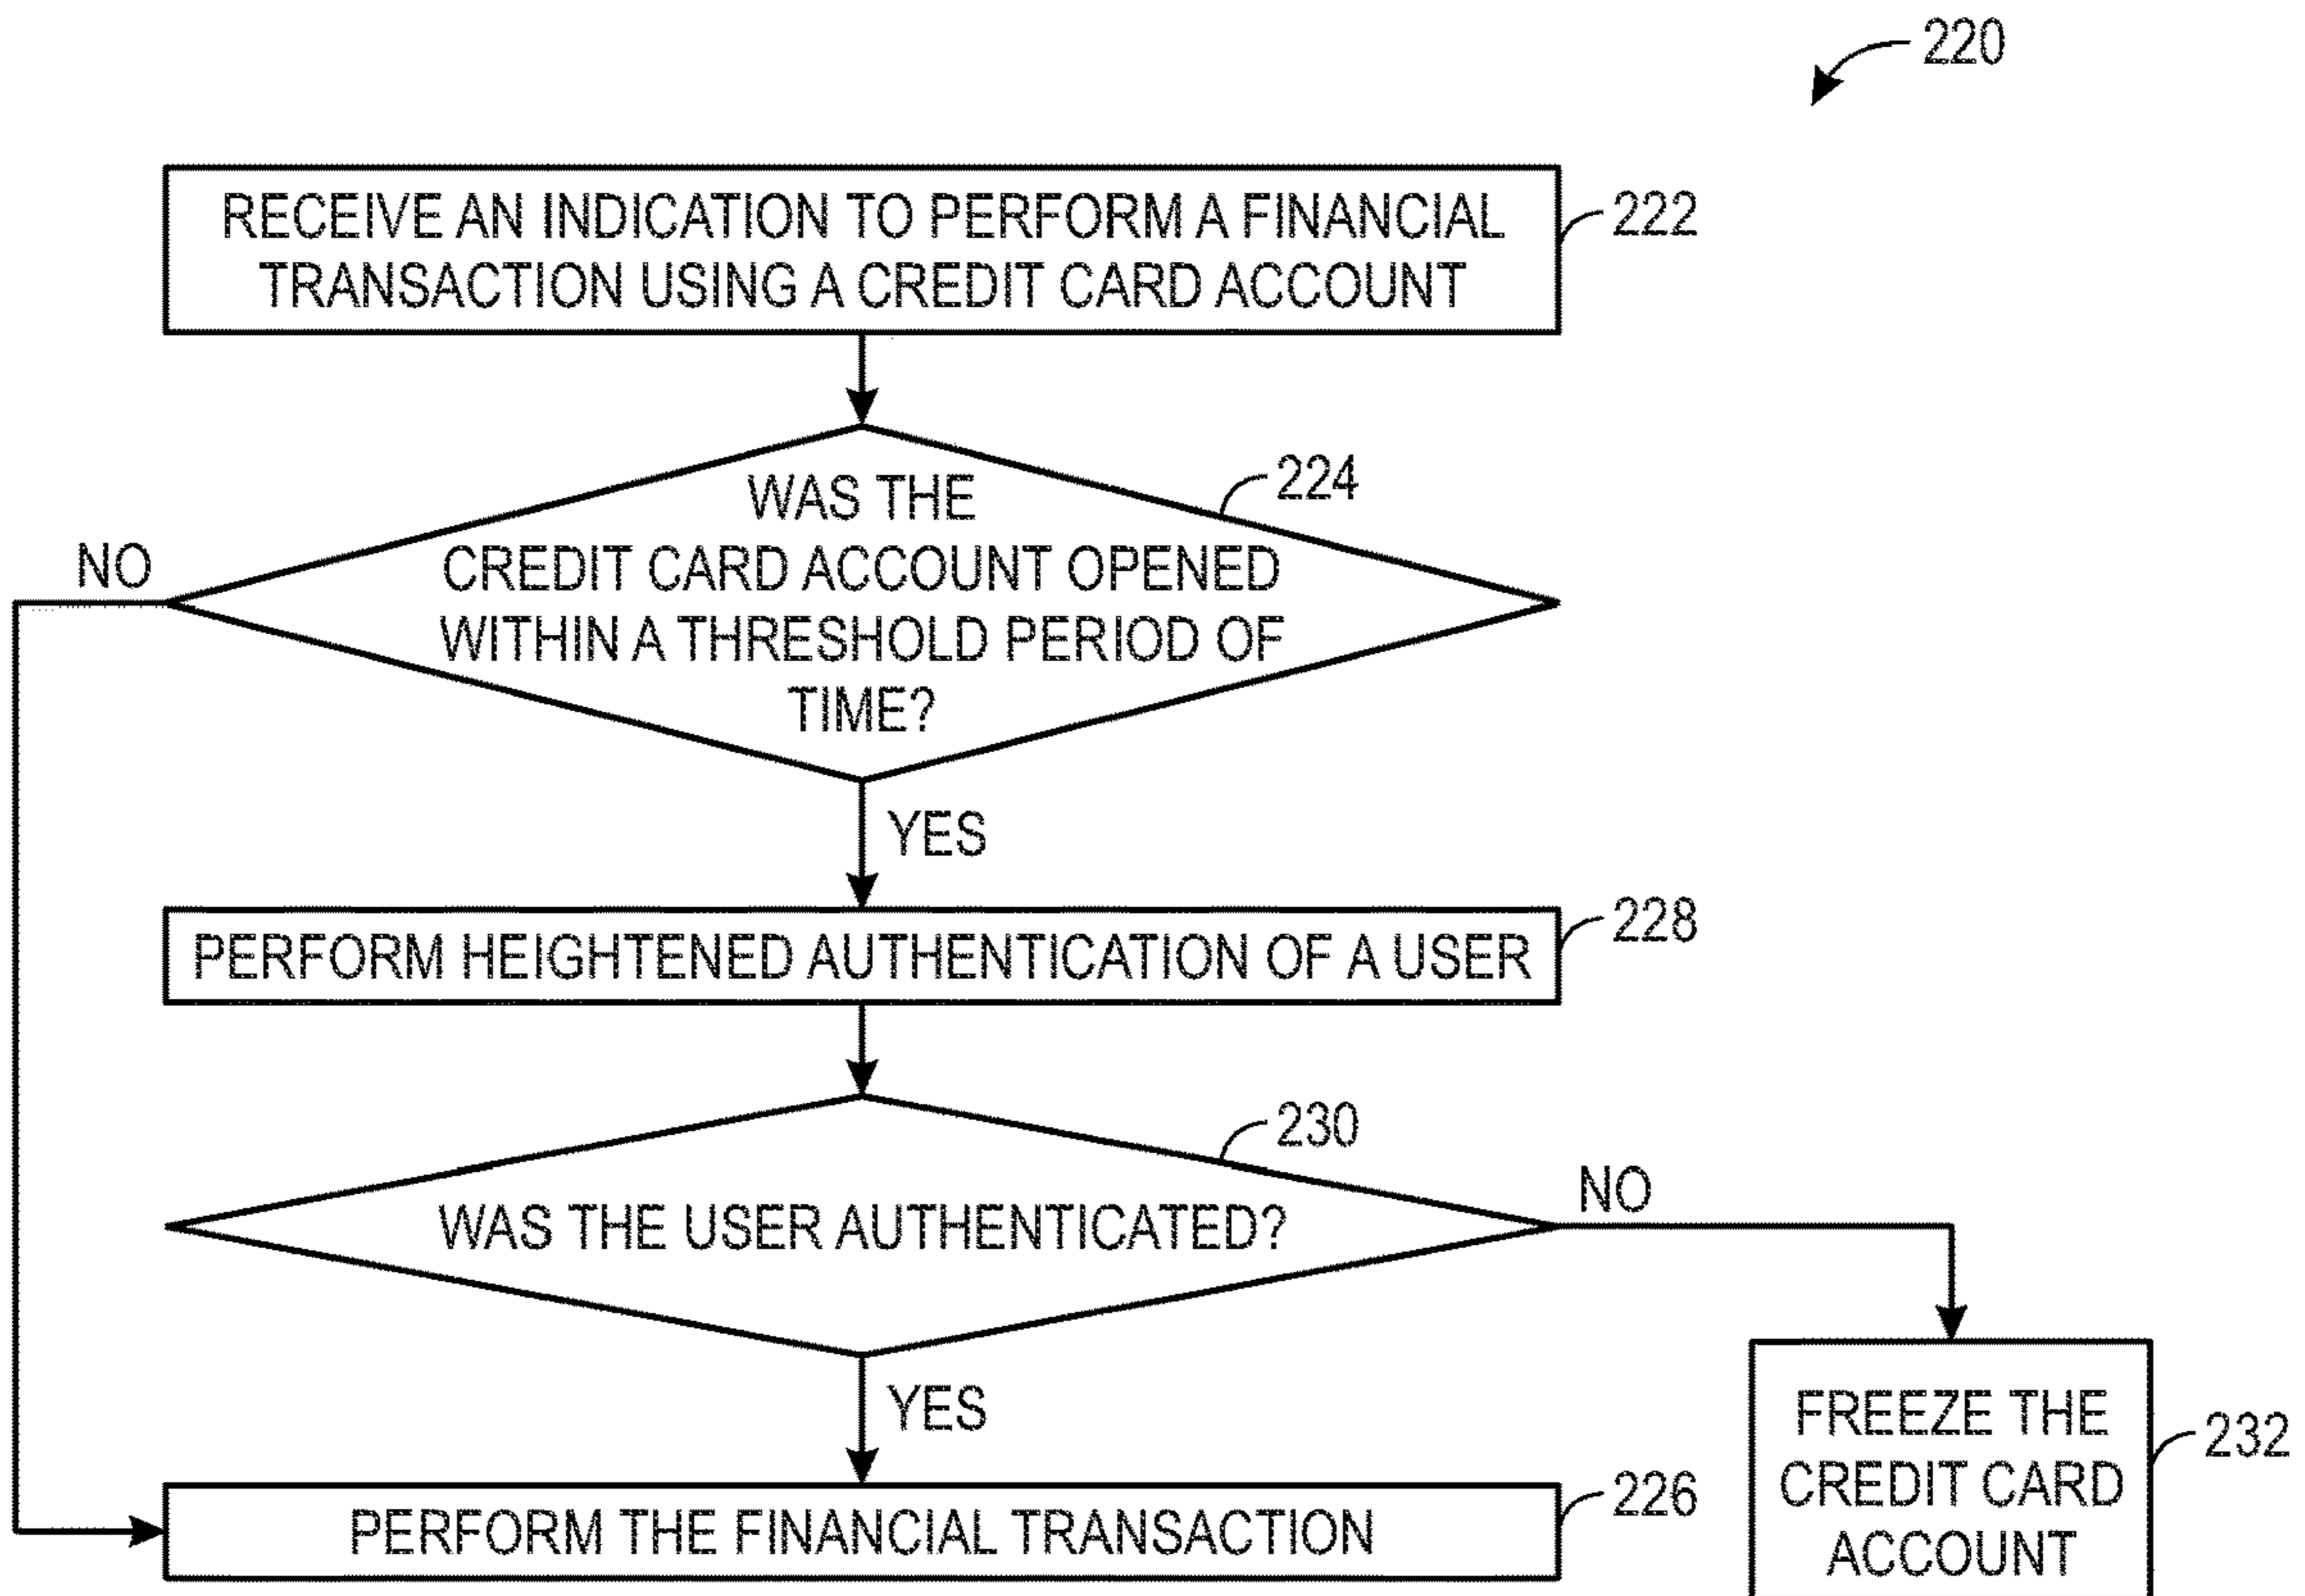 220
RECEIVE AN INDICATION TO PERFORM A FINANCIAL
TRANSACTION USING A CREDIT CARD ACCOUNT
222
WAS THE
CREDIT CARD ACCOUNT OPENED
WITHIN A THRESHOLD PERIOD OF
TIME?
224
NO
YES
PERFORM HEIGHTENED AUTHENTICATION OF A USER
228
WAS THE USER AUTHENTICATED?
230
NO
YES
PERFORM THE FINANCIAL TRANSACTION
226
FREEZE THE
CREDIT CARD
ACCOUNT
232